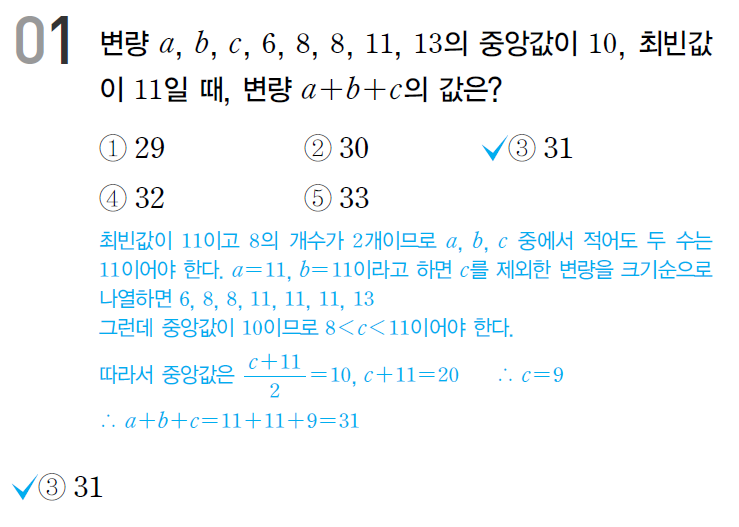 01 변량 a, b, c, 6, 8, 8, 11, 13의 중앙값이 10, 최빈값
이 11일 때, 변량 a+b+c의 값은?
① 29 ② 30 ✓③ 31
④ 32 ⑤ 33
최빈값이 11이고 8의 개수가 2개이므로 a, b, c 중에서 적어도 두 수는
11이어야 한다. a=11, b=11이라고 하면 c를 제외한 변량을 크기순으로
나열하면 6, 8, 8, 11, 11, 11, 13
그런데 중앙값이 10이므로 8<c<11이어야 한다.
따라서 중앙값은 (c+11)/2=10, c+11=20 ∴ c=9
∴ a+b+c=11+11+9=31
✓③ 31